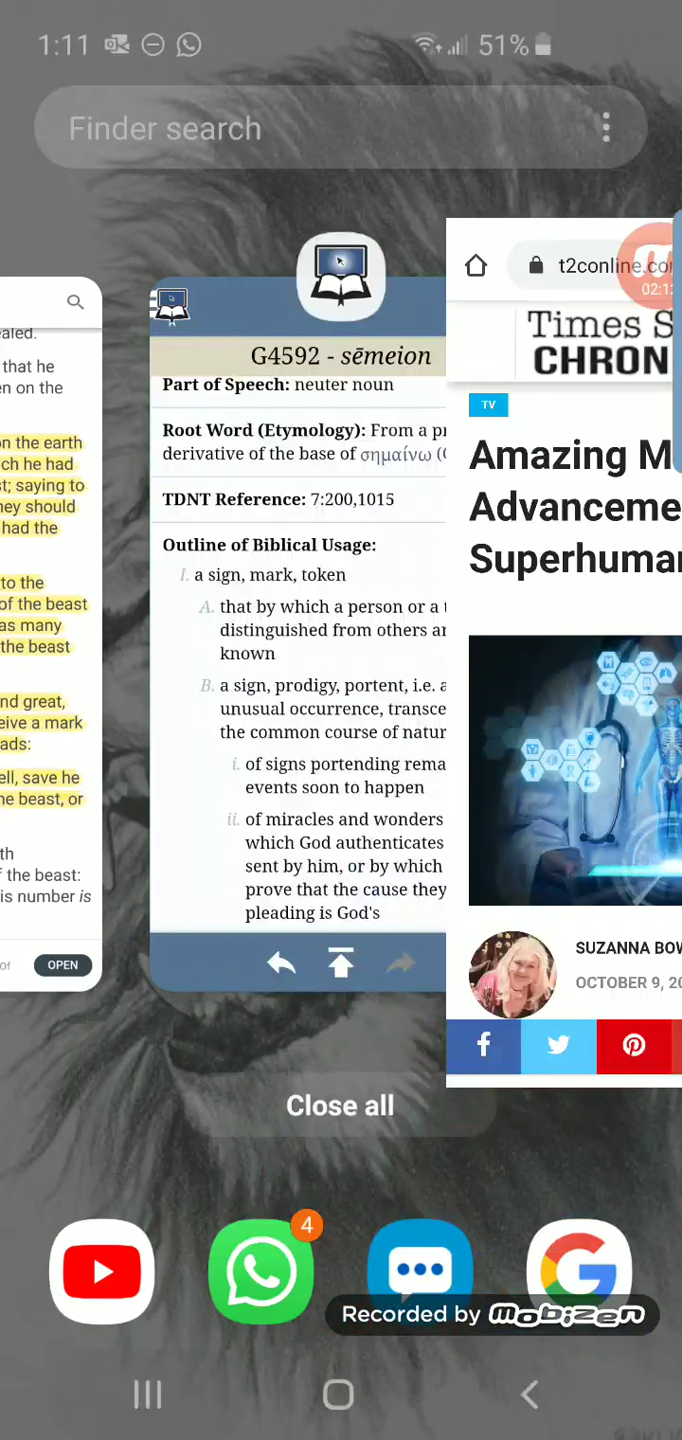 1:11
51%
Finder search
ealed.
that he
en on the
on the earth
ch he had
st; saying to
ney should
had the
to the
of the beast
as many
the beast
nd great,
eive a mark
ads:
ell, save he
he beast, or
th
f the beast:
is number is
of
OPEN
G4592 - sēmeion
Part of Speech: neuter noun
Root Word (Etymology): From a pr
derivative of the base of σημαίνω (
TDNT Reference: 7:200,1015
Outline of Biblical Usage:
I. a sign, mark, token
A. that by which a person or a t
distinguished from others ar
known
B. a sign, prodigy, portent, i.e. a
unusual occurrence, transce
the common course of natur
i. of signs portending rema
events soon to happen
ii. of miracles and wonders
which God authenticates
sent by him, or by which
prove that the cause they
pleading is God's
t2conline.co
02:1
Times S
CHRON
TV
Amazing M
Advanceme
Superhuma
SUZANNA BOW
OCTOBER 9, 20
Close all
4
Recorded by mobizen